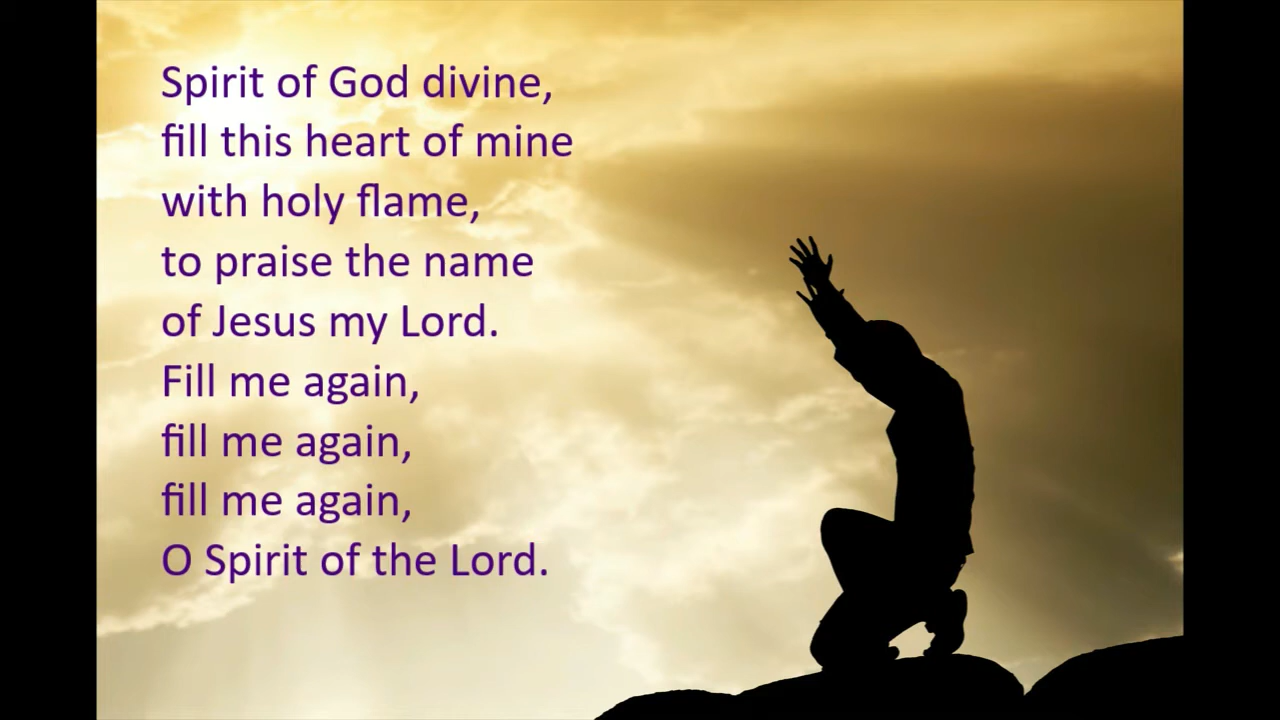 Spirit of God divine,
fill this heart of mine
with holy flame,
to praise the name
of Jesus my Lord.
Fill me again,
fill me again,
fill me again,
O Spirit of the Lord.